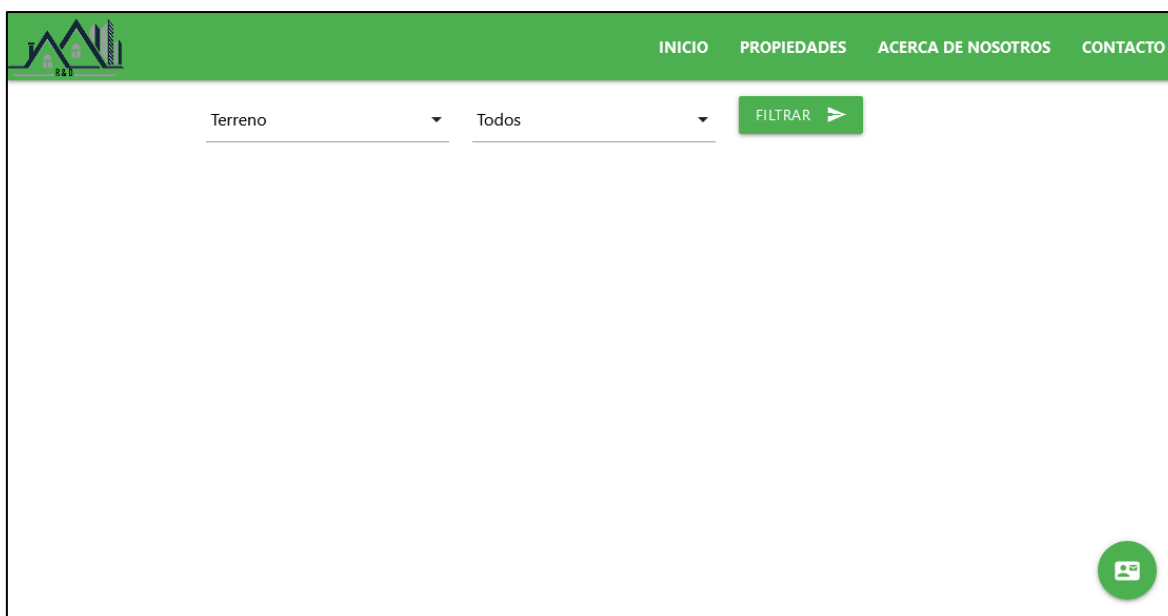 R & D
INICIO PROPIEDADES ACERCA DE NOSOTROS CONTACTO
Terreno Todos FILTRAR